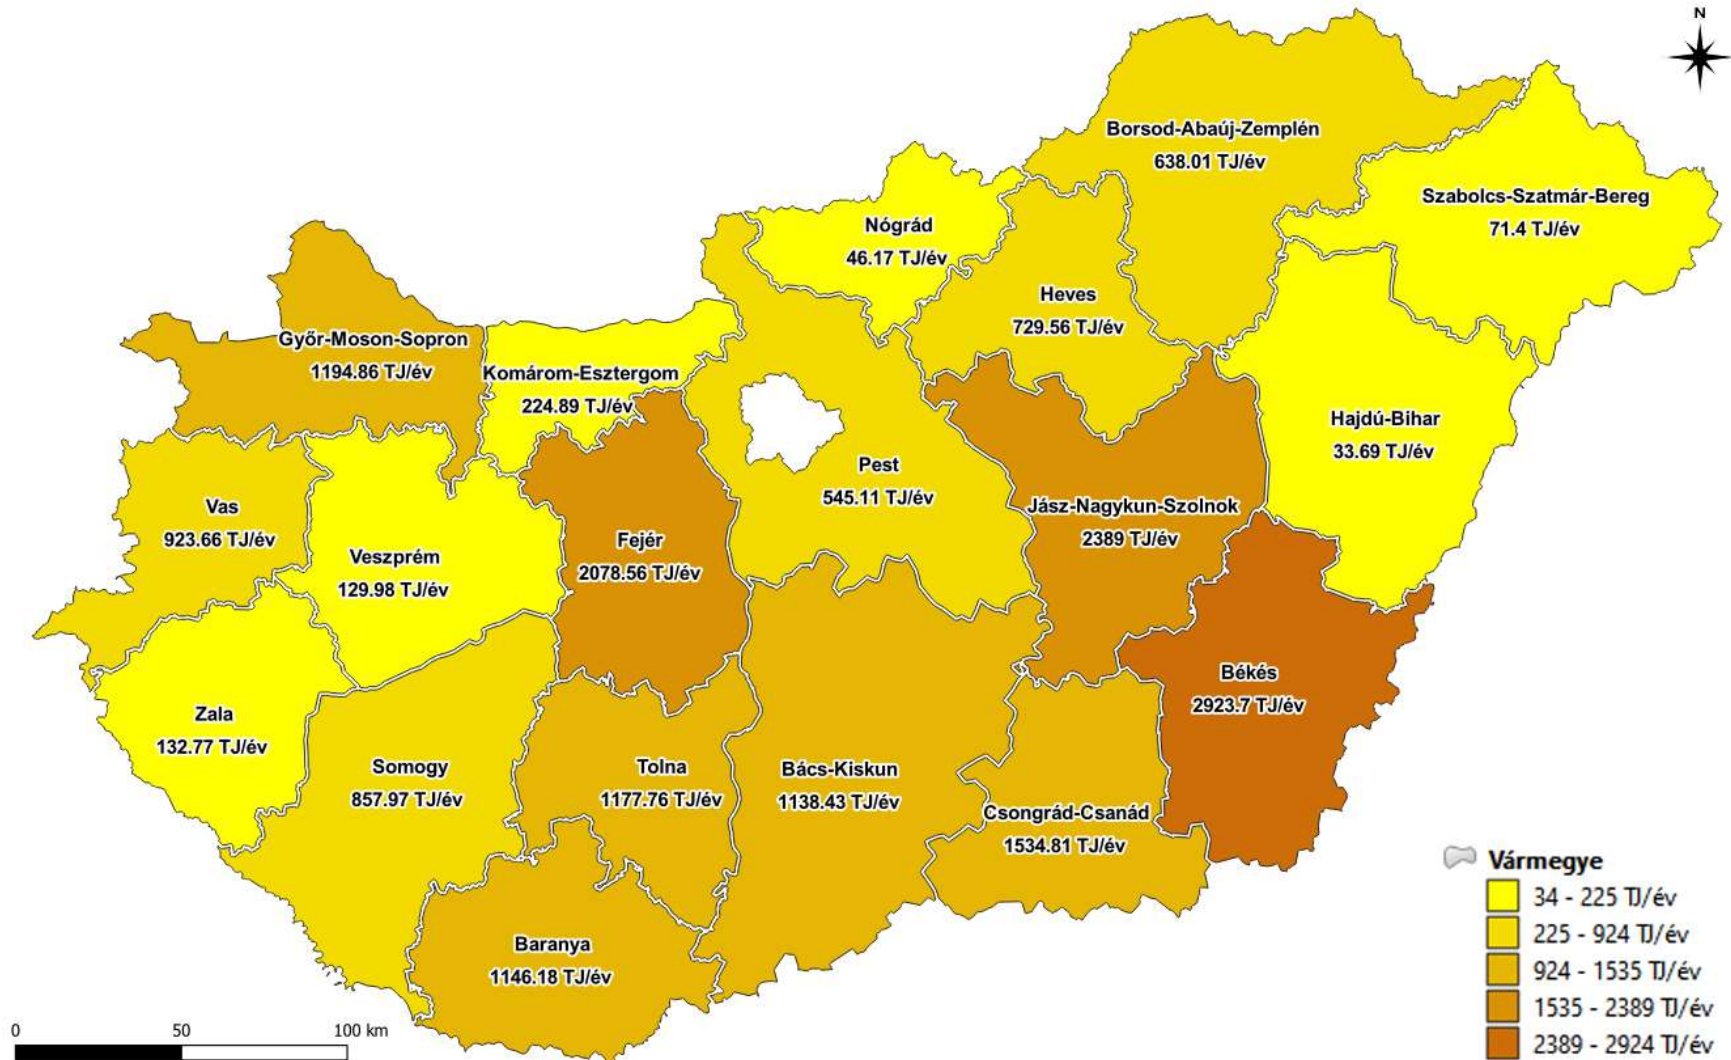 N
Borsod-Abaúj-Zemplén
638.01 TJ/év
Szabolcs-Szatmár-Bereg
71.4 TJ/év
Nógrád
46.17 TJ/év
Heves
729.56 TJ/év
Győr-Moson-Sopron
1194.86 TJ/év
Komárom-Esztergom
224.89 TJ/év
Hajdú-Bihar
33.69 TJ/év
Pest
545.11 TJ/év
Vas
923.66 TJ/év
Jász-Nagykun-Szolnok
2389 TJ/év
Fejér
2078.56 TJ/év
Veszprém
129.98 TJ/év
Békés
2923.7 TJ/év
Zala
132.77 TJ/év
Somogy
857.97 TJ/év
Tolna
1177.76 TJ/év
Bács-Kiskun
1138.43 TJ/év
Csongrád-Csanád
1534.81 TJ/év
Baranya
1146.18 TJ/év
Vármegye
34 - 225 TJ/év
225 - 924 TJ/év
924 - 1535 TJ/év
1535 - 2389 TJ/év
2389 - 2924 TJ/év
0 50 100 km